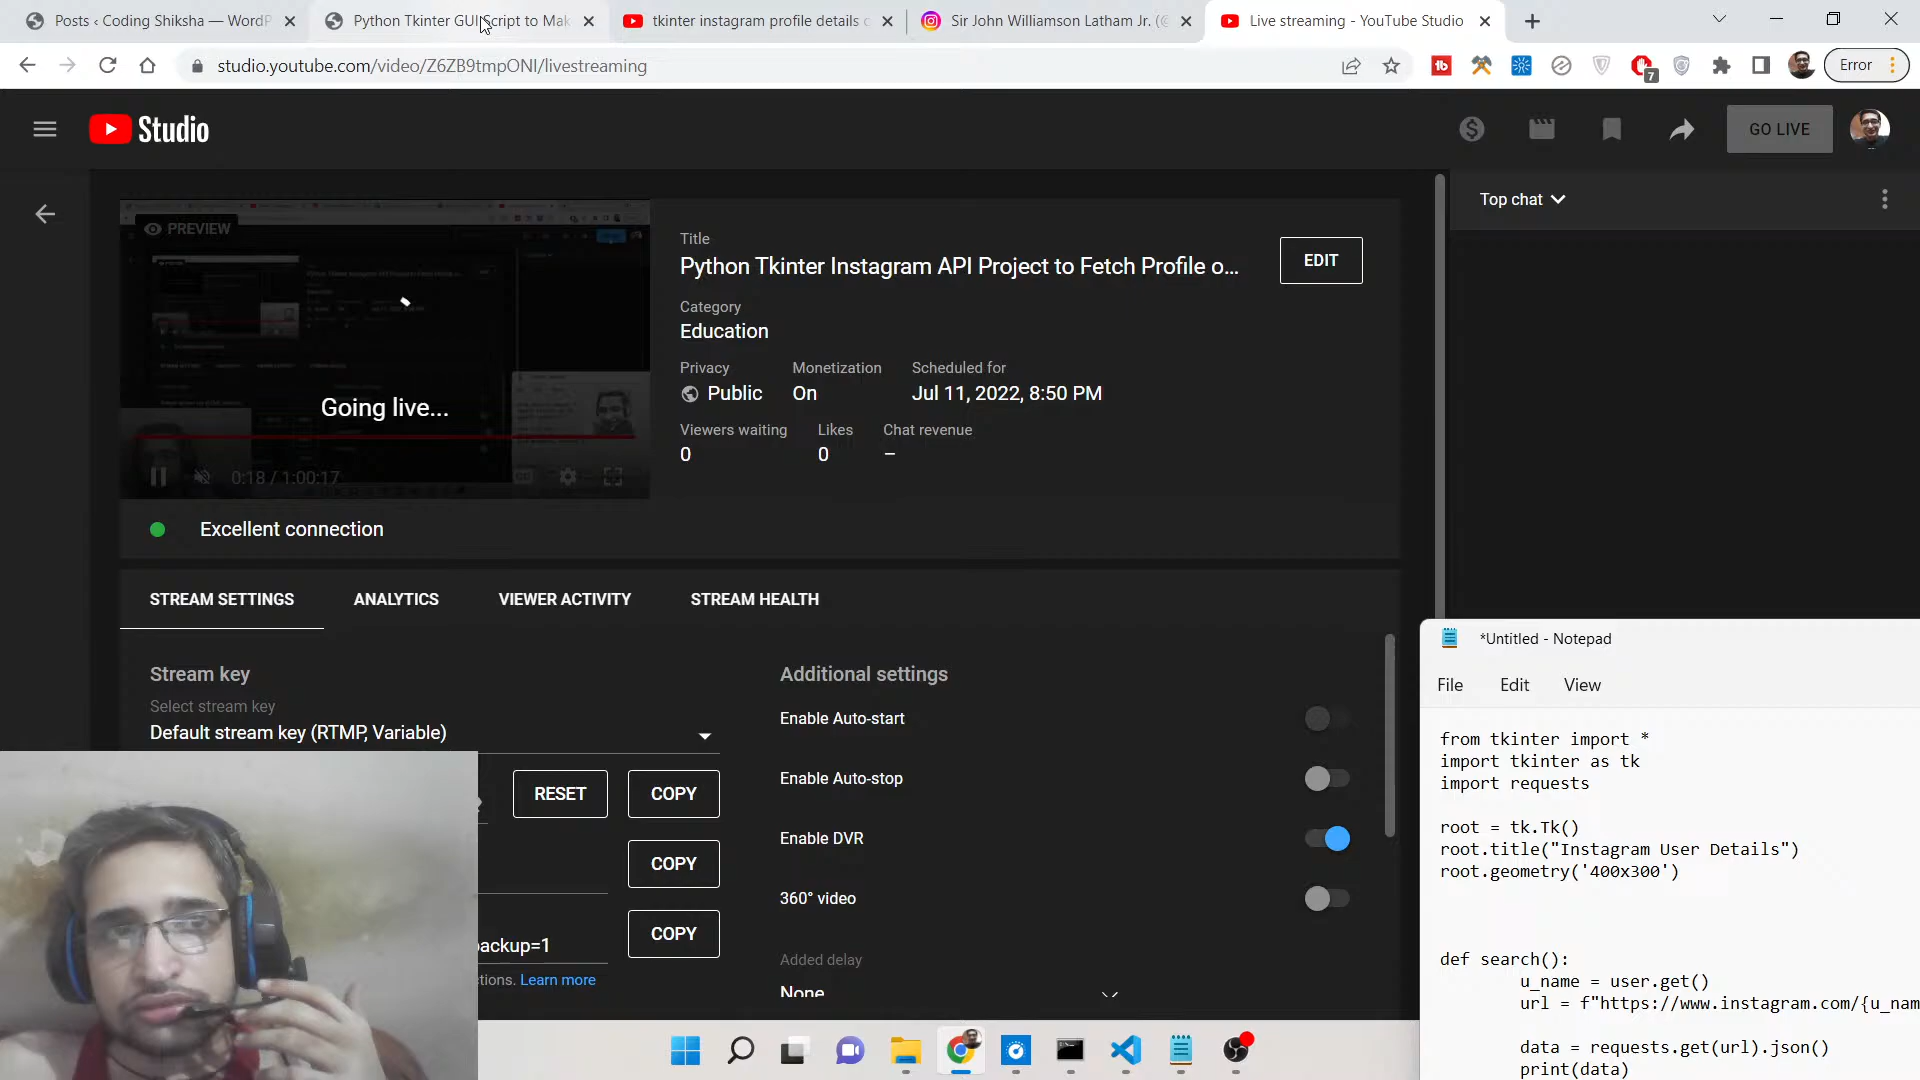 Posts ‹ Coding Shiksha — WordP
Python Tkinter GUI Script to Mak
tkinter instagram profile details
Sir John Williamson Latham Jr. (
Live streaming - YouTube Studio
studio.youtube.com/video/Z6ZB9tmpONI/livestreaming
7
Error
Studio
GO LIVE
PREVIEW
Going live...
0:18 / 1:00:17
Title
Python Tkinter Instagram API Project to Fetch Profile o...
EDIT
Category
Education
Privacy
Public
Monetization
On
Scheduled for
Jul 11, 2022, 8:50 PM
Viewers waiting
0
Likes
0
Chat revenue
–
Top chat
Excellent connection
STREAM SETTINGS
ANALYTICS
VIEWER ACTIVITY
STREAM HEALTH
Stream key
Select stream key
Default stream key (RTMP, Variable)
RESET
COPY
COPY
backup=1
COPY
ctions. Learn more
Additional settings
Enable Auto-start
Enable Auto-stop
Enable DVR
360° video
Added delay
None
*Untitled - Notepad
File Edit View
from tkinter import *
import tkinter as tk
import requests
root = tk.Tk()
root.title("Instagram User Details")
root.geometry('400x300')
def search():
u_name = user.get()
url = f"https://www.instagram.com/{u_nam
data = requests.get(url).json()
print(data)